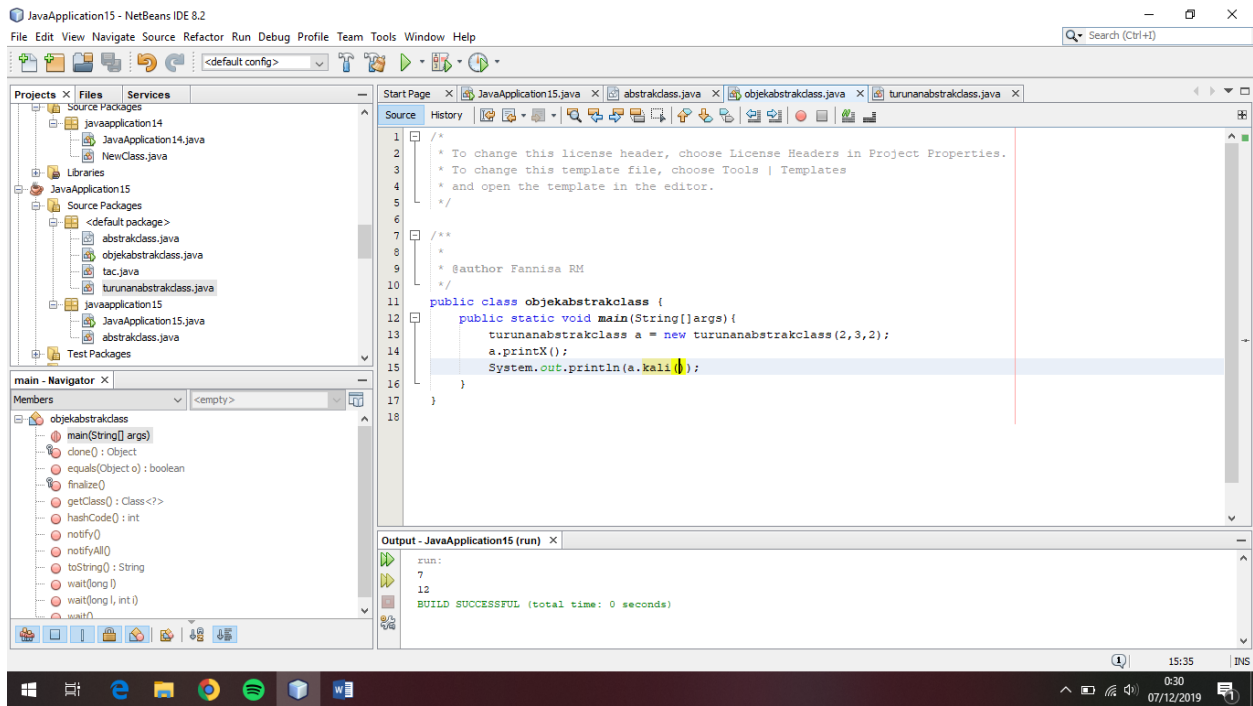 JavaApplication15 - NetBeans IDE 8.2
File Edit View Navigate Source Refactor Run Debug Profile Team Tools Window Help
Search (Ctrl+I)
<default config>
Projects Files Services
Source Packages
javaapplication14
JavaApplication14.java
NewClass.java
Libraries
JavaApplication15
Source Packages
<default package>
abstrakclass.java
objekabstrakclass.java
tac.java
turunanabstrakclass.java
javaapplication15
JavaApplication15.java
abstrakclass.java
Test Packages
main - Navigator
Members <empty>
objekabstrakclass
main(String[] args)
clone() : Object
equals(Object o) : boolean
finalize()
getClass() : Class<?>
hashCode() : int
notify()
notifyAll()
toString() : String
wait(long l)
wait(long l, int i)
wait()
Start Page JavaApplication15.java abstrakclass.java objekabstrakclass.java turunanabstrakclass.java
Source History
1 /*
2 * To change this license header, choose License Headers in Project Properties.
3 * To change this template file, choose Tools | Templates
4 * and open the template in the editor.
5 */
6
7 /**
8 *
9 * @author Fannisa RM
10 */
11 public class objekabstrakclass {
12 public static void main(String[]args){
13 turunanabstrakclass a = new turunanabstrakclass(2,3,2);
14 a.printX();
15 System.out.println(a.kali());
16 }
17 }
18
Output - JavaApplication15 (run)
run:
7
12
BUILD SUCCESSFUL (total time: 0 seconds)
1 15:35 INS
0:30
07/12/2019